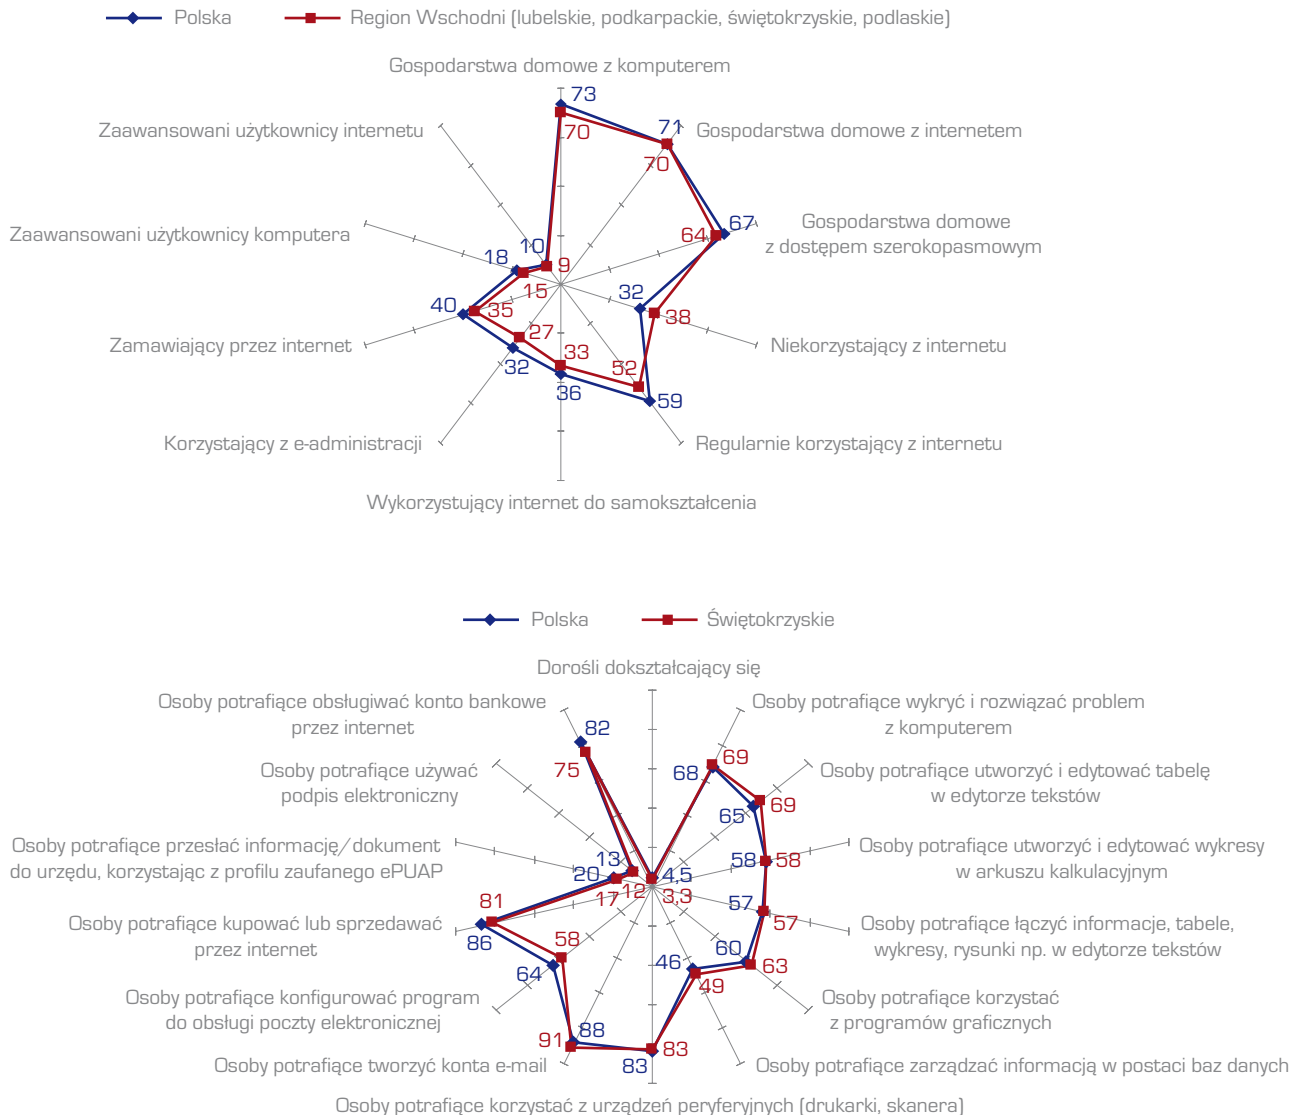 Polska
Region Wschodni (lubelskie, podkarpackie, świętokrzyskie, podlaskie)
Gospodarstwa domowe z komputerem
73
70
Zaawansowani użytkownicy internetu
71
Gospodarstwa domowe z internetem
70
Zaawansowani użytkownicy komputera
67
Gospodarstwa domowe
z dostępem szerokopasmowym
64
10
9
18
15
32
38
40
35
Zamawiający przez internet
Niekorzystający z internetu
27
32
33
36
52
59
Korzystający z e-administracji
Regularnie korzystający z internetu
Wykorzystujący internet do samokształcenia
Polska
Świętokrzyskie
Dorośli dokształcający się
Osoby potrafiące obsługiwać konto bankowe
przez internet
Osoby potrafiące wykryć i rozwiązać problem
z komputerem
82
75
68
69
Osoby potrafiące używać
podpis elektroniczny
Osoby potrafiące utworzyć i edytować tabelę
w edytorze tekstów
65
69
Osoby potrafiące przesłać informację/dokument
do urzędu, korzystając z profilu zaufanego ePUAP
13
20
12
17
4,5
3,3
58
58
Osoby potrafiące utworzyć i edytować wykresy
w arkuszu kalkulacyjnym
Osoby potrafiące kupować lub sprzedawać
przez internet
81
86
57
57
Osoby potrafiące łączyć informacje, tabele,
wykresy, rysunki np. w edytorze tekstów
58
64
46
49
60
63
Osoby potrafiące konfigurować program
do obsługi poczty elektronicznej
Osoby potrafiące korzystać
z programów graficznych
91
88
83
83
Osoby potrafiące tworzyć konta e-mail
Osoby potrafiące zarządzać informacją w postaci baz danych
Osoby potrafiące korzystać z urządzeń peryferyjnych (drukarki, skanera)